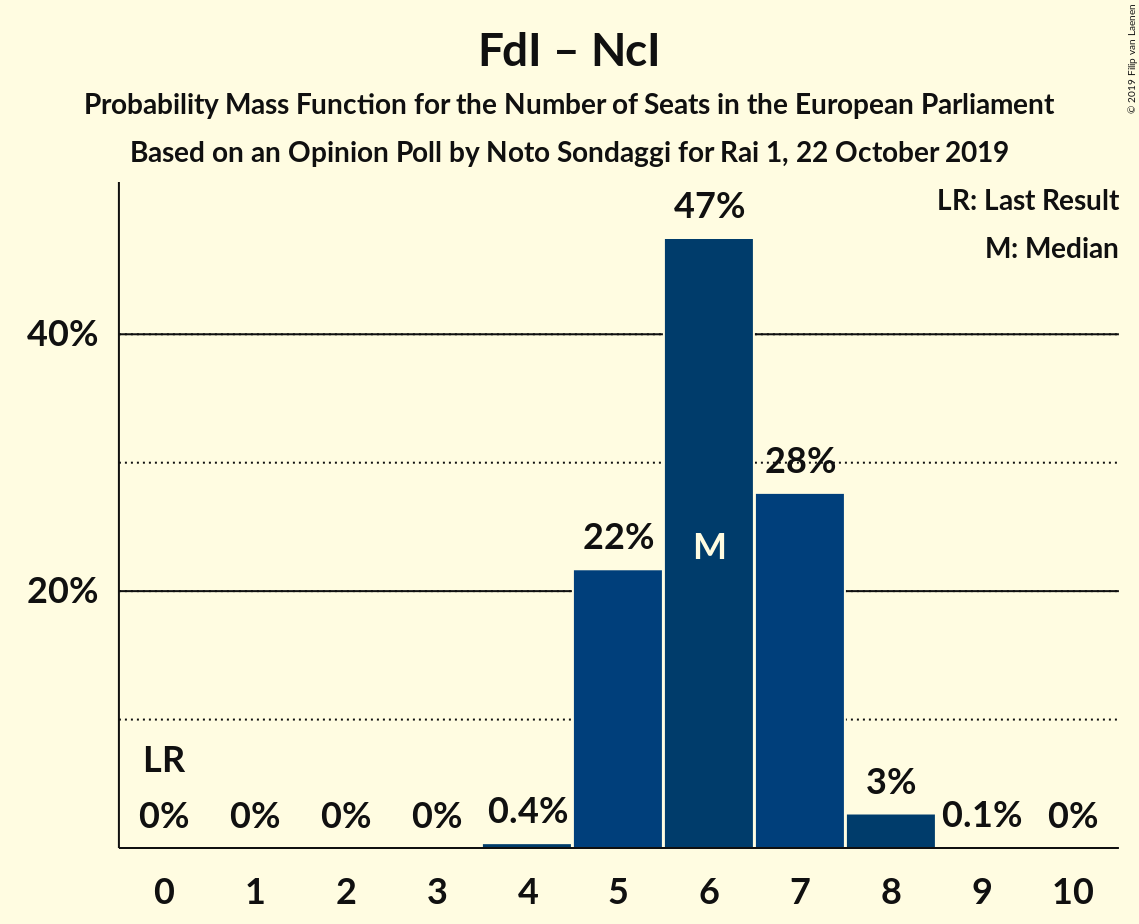 © 2019 Filip van Laenen
FdI – NcI
Probability Mass Function for the Number of Seats in the European Parliament
Based on an Opinion Poll by Noto Sondaggi for Rai 1, 22 October 2019
LR: Last Result
M: Median
47%
40%
28%
22%
M
20%
LR
0% 0% 0% 0% 0.4% 3% 0.1% 0%
0 1 2 3 4 5 6 7 8 9 10